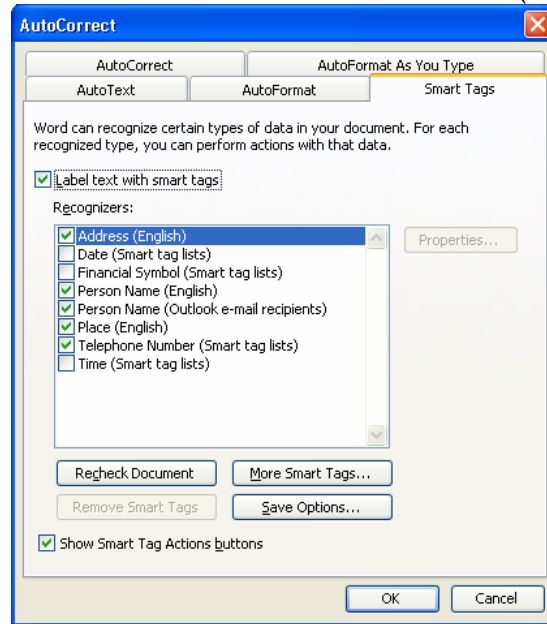 AutoCorrect
AutoCorrect AutoFormat As You Type
AutoText AutoFormat Smart Tags
Word can recognize certain types of data in your document. For each
recognized type, you can perform actions with that data.
Label text with smart tags
Recognizers:
Address (English)
Properties...
Date (Smart tag lists)
Financial Symbol (Smart tag lists)
Person Name (English)
Person Name (Outlook e-mail recipients)
Place (English)
Telephone Number (Smart tag lists)
Time (Smart tag lists)
Recheck Document More Smart Tags...
Remove Smart Tags Save Options...
Show Smart Tag Actions buttons
OK Cancel